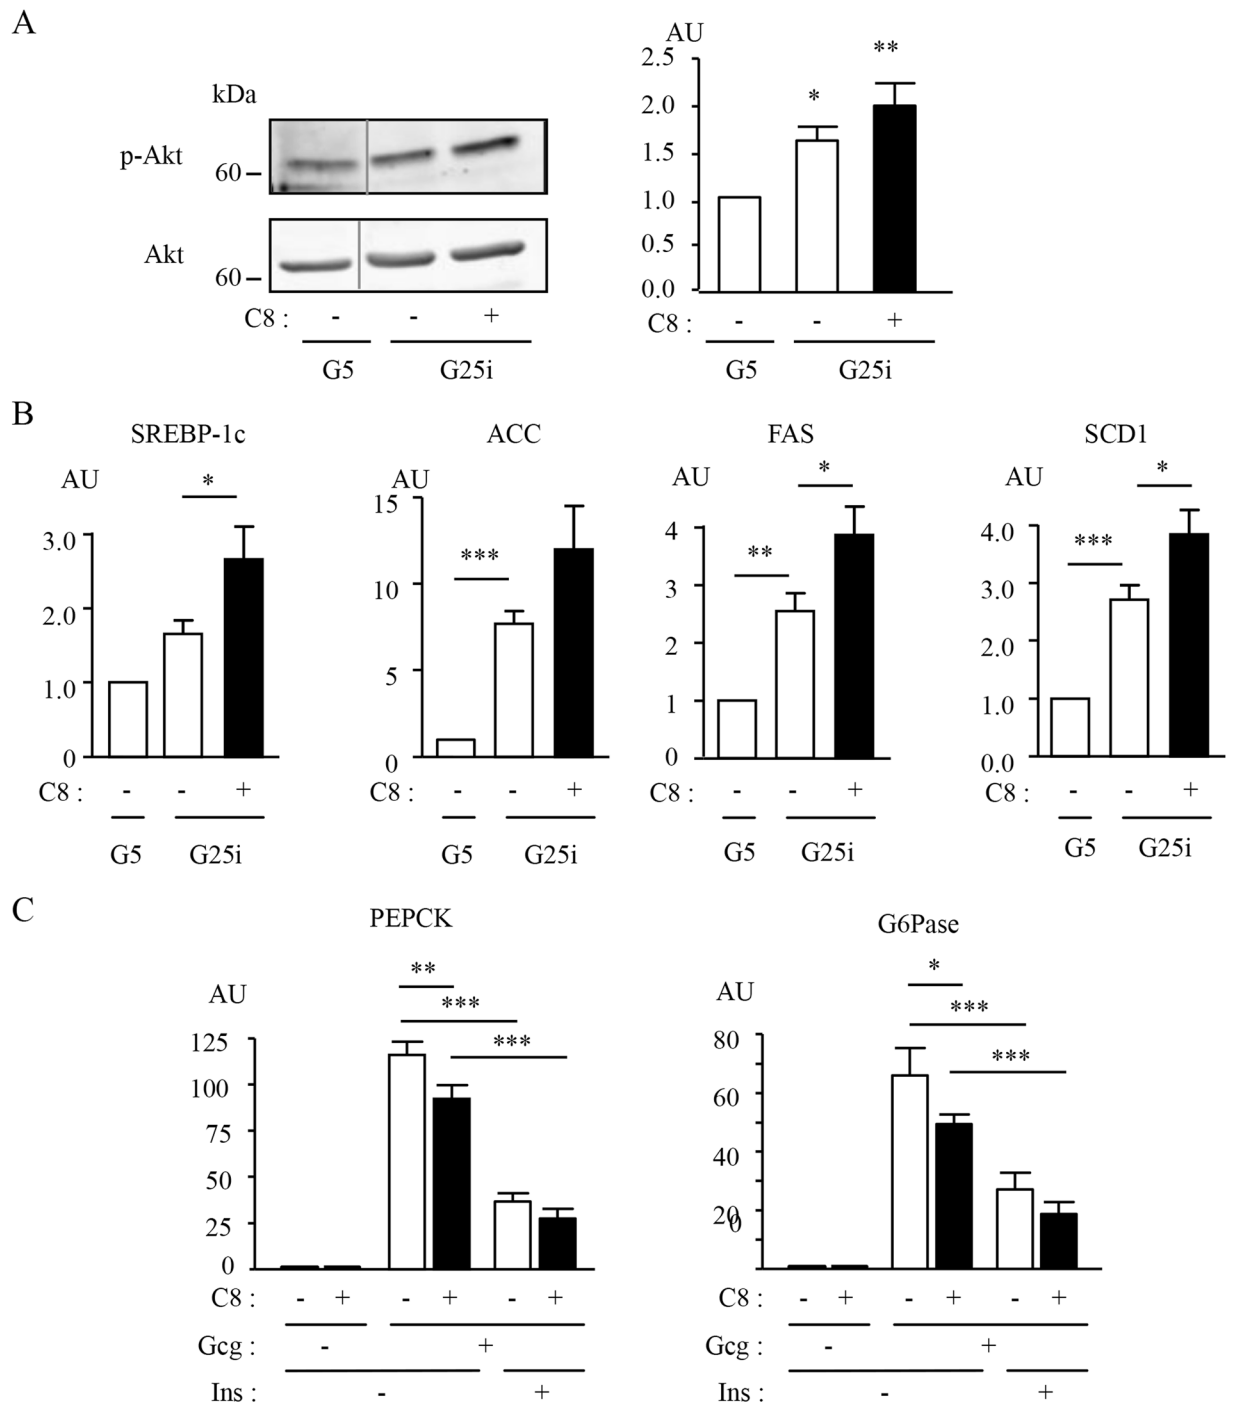 A
AU
kDa
p-Akt
60
Akt
60
C8 : - - +
G5 G25i
2.5
2.0
1.5
1.0
0.5
0.0
* **
C8 : - - +
G5 G25i
B
SREBP-1c
AU
*
3.0
2.0
1.0
0
C8 : - - +
G5 G25i
ACC
AU
***
15
10
5
0
C8 : - - +
G5 G25i
FAS
AU
** *
4
3
2
1
0
C8 : - - +
G5 G25i
SCD1
AU
*** *
4.0
3.0
2.0
1.0
0.0
C8 : - - +
G5 G25i
C
PEPCK
AU
**
***
***
125
100
75
50
25
0
C8 : - + - + - +
Gcg : - +
Ins : - +
G6Pase
AU
*
***
***
80
60
40
20
0
C8 : - + - + - +
Gcg : - +
Ins : - +